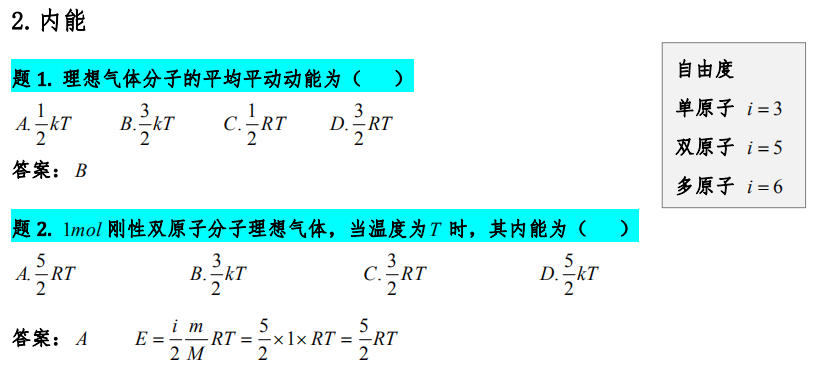 2. 内能
题 1. 理想气体分子的平均平动动能为（ ）
A. \frac{1}{2}kT B. \frac{3}{2}kT C. \frac{1}{2}RT D. \frac{3}{2}RT
答案： B
自由度
单原子 i = 3
双原子 i = 5
多原子 i = 6
题 2. 1mol 刚性双原子分子理想气体，当温度为 T 时，其内能为（ ）
A. \frac{5}{2}RT B. \frac{3}{2}kT C. \frac{3}{2}RT D. \frac{5}{2}kT
答案： A E = \frac{i}{2}\frac{m}{M}RT = \frac{5}{2}×1×RT = \frac{5}{2}RT